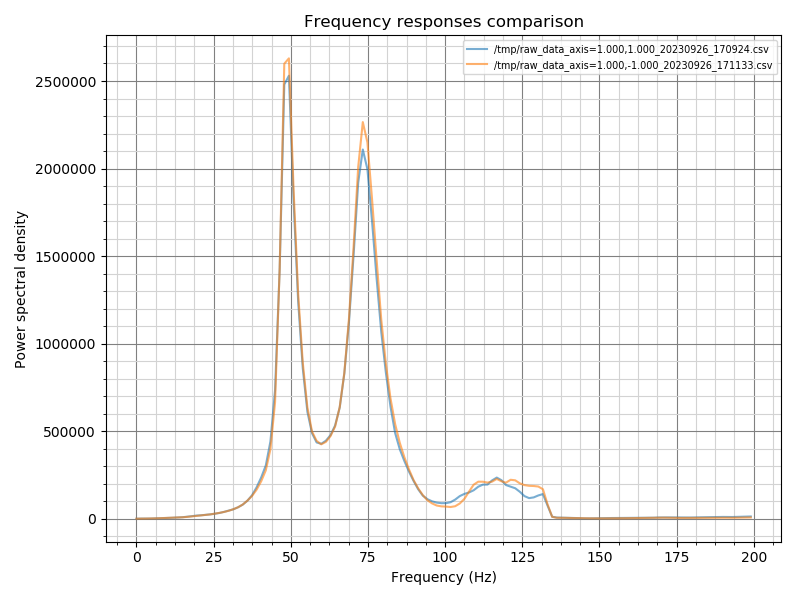 Frequency responses comparison
/tmp/raw_data_axis=1.000,1.000_20230926_170924.csv
/tmp/raw_data_axis=1.000,-1.000_20230926_171133.csv
2500000
2000000
1500000
1000000
500000
0
Power spectral density
0 25 50 75 100 125 150 175 200
Frequency (Hz)